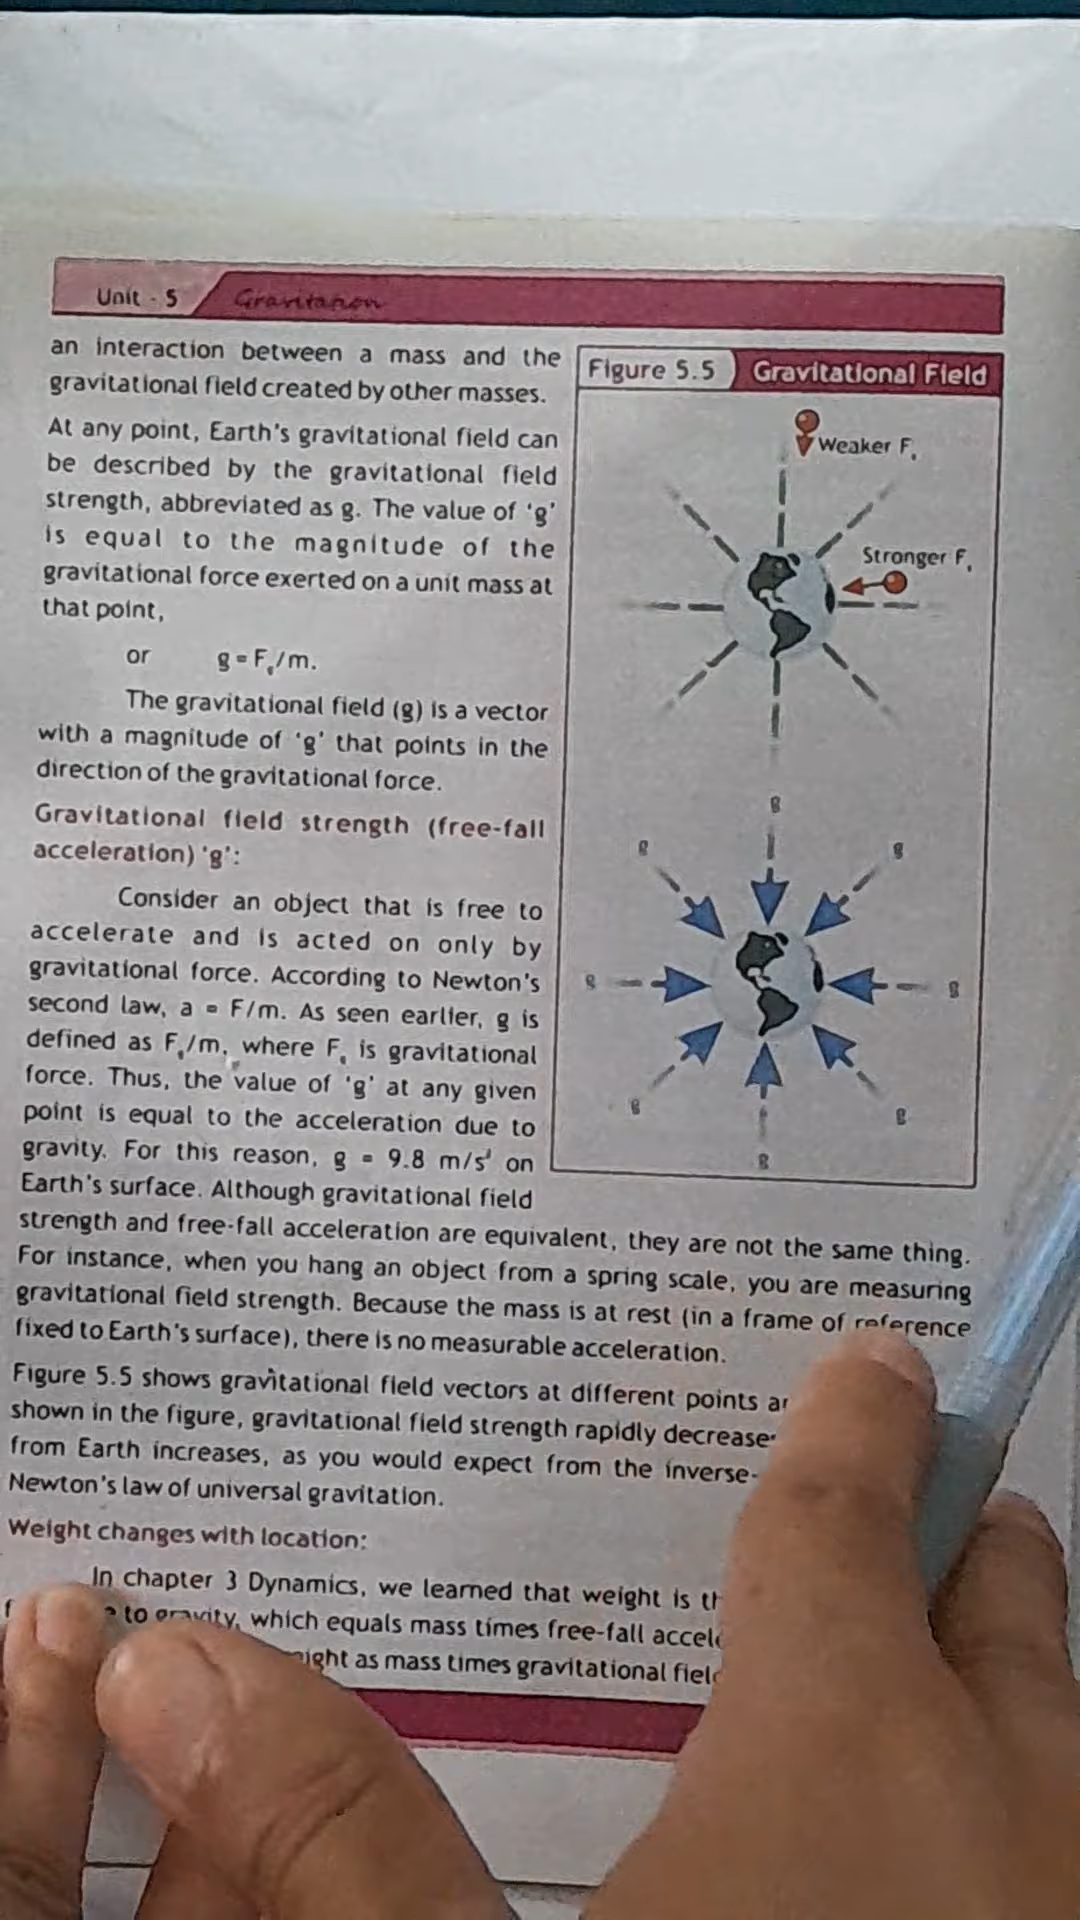 Unit - 5 Gravitation
an interaction between a mass and the
gravitational field created by other masses.
At any point, Earth's gravitational field can
be described by the gravitational field
strength, abbreviated as g. The value of 'g'
is equal to the magnitude of the
gravitational force exerted on a unit mass at
that point,
or g = Fg/m.
The gravitational field (g) is a vector
with a magnitude of 'g' that points in the
direction of the gravitational force.
Gravitational field strength (free-fall
acceleration) 'g':
Consider an object that is free to
accelerate and is acted on only by
gravitational force. According to Newton's
second law, a = F/m. As seen earlier, g is
defined as Fg/m, where Fg is gravitational
force. Thus, the value of 'g' at any given
point is equal to the acceleration due to
gravity. For this reason, g = 9.8 m/s² on
Earth's surface. Although gravitational field
strength and free-fall acceleration are equivalent, they are not the same thing.
For instance, when you hang an object from a spring scale, you are measuring
gravitational field strength. Because the mass is at rest (in a frame of reference
fixed to Earth's surface), there is no measurable acceleration.
Figure 5.5 shows gravitational field vectors at different points
shown in the figure, gravitational field strength rapidly
from Earth increases, as you would expect from the inverse-
Newton's law of universal gravitation.
Weight changes with location:
In chapter 3 Dynamics, we learned that weight is
to gravity, which equals mass times free-fall
as mass times gravitational
Figure 5.5 Gravitational Field
Weaker Fg
Stronger Fg
g
g
g
g
g
g
g
g